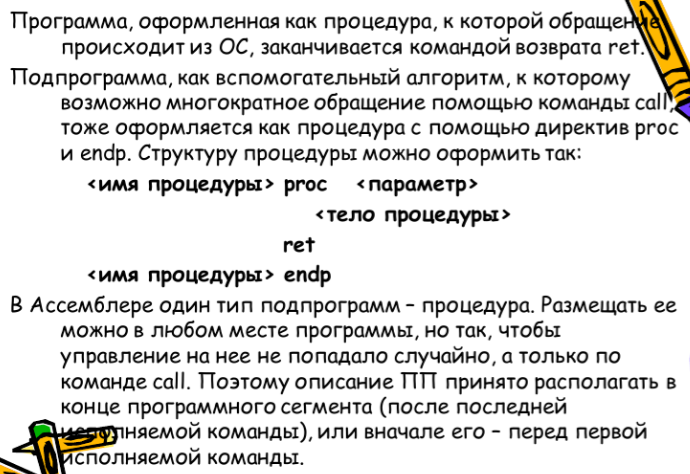 Программа, оформленная как процедура, к которой обращение
происходит из ОС, заканчивается командой возврата ret.
Подпрограмма, как вспомогательный алгоритм, к которому
возможно многократное обращение помощью команды call,
тоже оформляется как процедура с помощью директив proc
и endp. Структуру процедуры можно оформить так:
<имя процедуры> proc <параметр>
<тело процедуры>
ret
<имя процедуры> endp
В Ассемблере один тип подпрограмм – процедура. Размещать ее
можно в любом месте программы, но так, чтобы
управление на нее не попадало случайно, а только по
команде call. Поэтому описание ПП принято располагать в
конце программного сегмента (после последней
исполняемой команды), или вначале его – перед первой
исполняемой команды.